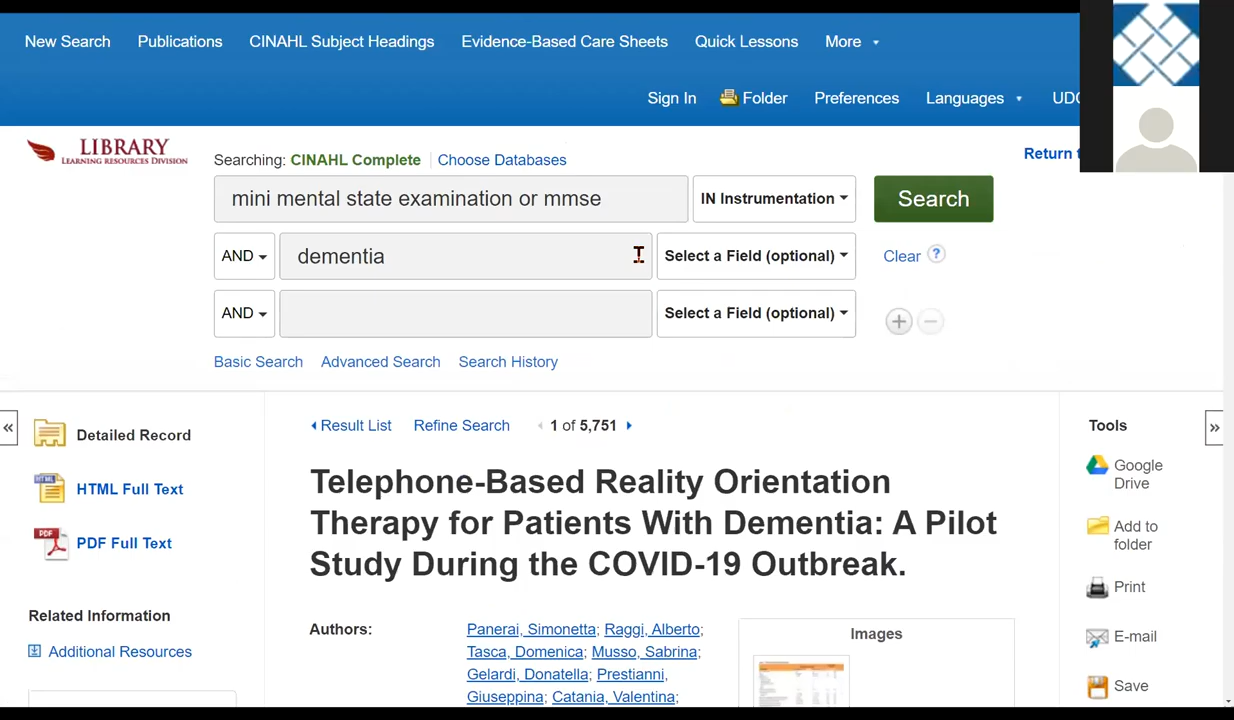 New Search Publications CINAHL Subject Headings Evidence-Based Care Sheets Quick Lessons More
Sign In Folder Preferences Languages
LIBRARY
LEARNING RESOURCES DIVISION
Searching: CINAHL Complete Choose Databases
Return
mini mental state examination or mmse IN Instrumentation Search
AND dementia Select a Field (optional) Clear ?
AND Select a Field (optional)
Basic Search Advanced Search Search History
Detailed Record
HTML Full Text
PDF PDF Full Text
Related Information
Additional Resources
Result List Refine Search 1 of 5,751
Telephone-Based Reality Orientation
Therapy for Patients With Dementia: A Pilot
Study During the COVID-19 Outbreak.
Authors: Panerai, Simonetta; Raggi, Alberto;
Tasca, Domenica; Musso, Sabrina;
Gelardi, Donatella; Prestianni,
Giuseppina; Catania, Valentina;
Images
Tools
Google
Drive
Add to
folder
Print
E-mail
Save